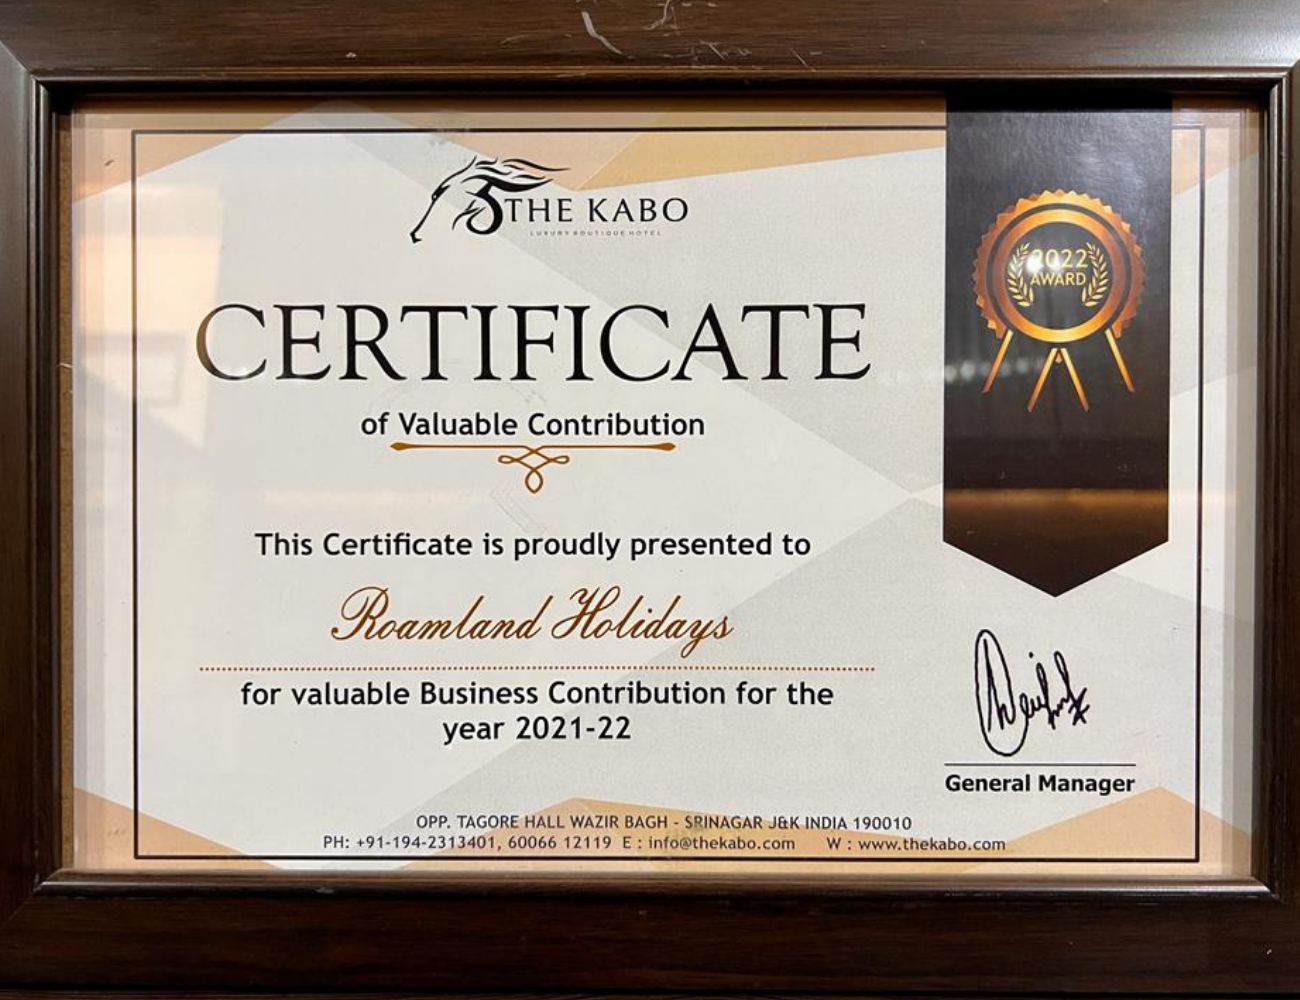 THE KABO
LUXURY BOUTIQUE HOTEL
2022
AWARD
CERTIFICATE
of Valuable Contribution
This Certificate is proudly presented to
Roamland Holidays
for valuable Business Contribution for the
year 2021-22
General Manager
OPP. TAGORE HALL WAZIR BAGH - SRINAGAR J&K INDIA 190010
PH: +91-194-2313401, 60066 12119 E : info@thekabo.com W : www.thekabo.com